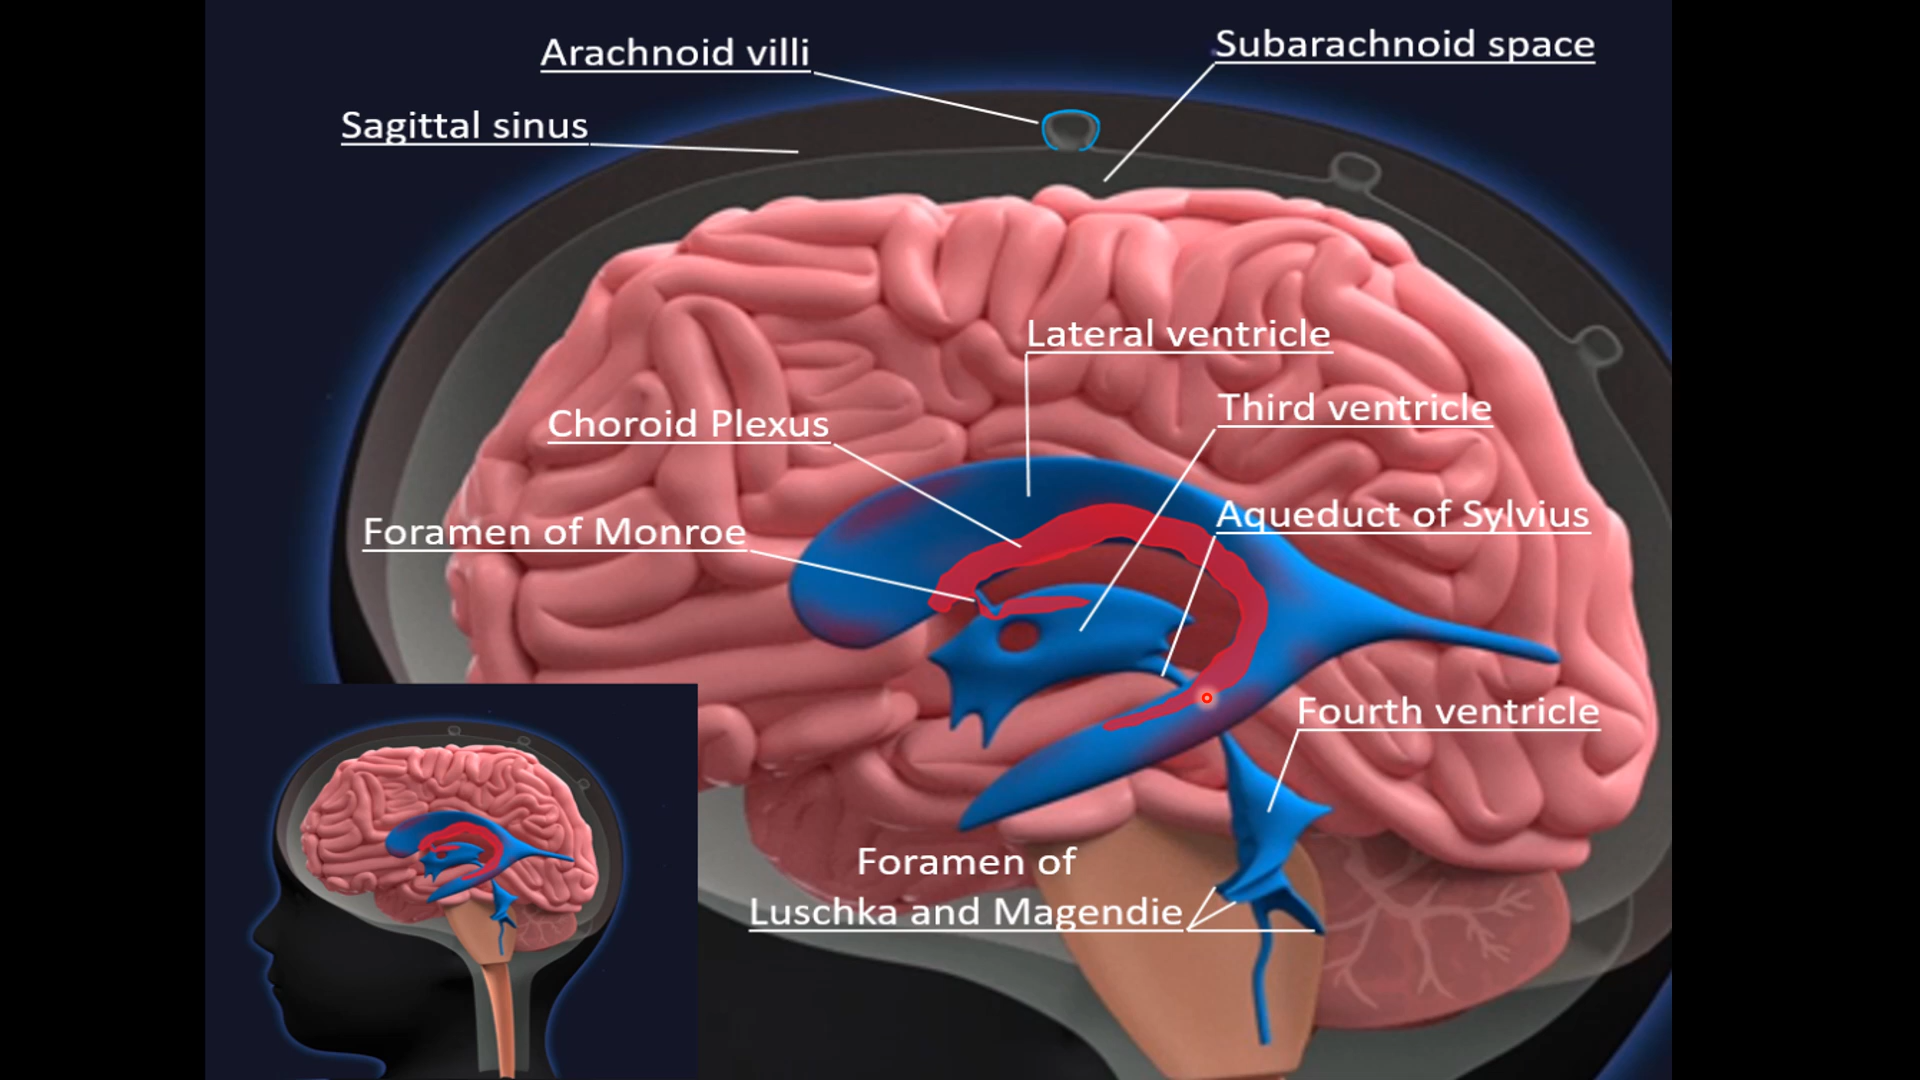 Arachnoid villi
Subarachnoid space
Sagittal sinus
Lateral ventricle
Choroid Plexus
Third ventricle
Foramen of Monroe
Aqueduct of Sylvius
Fourth ventricle
Foramen of
Luschka and Magendie